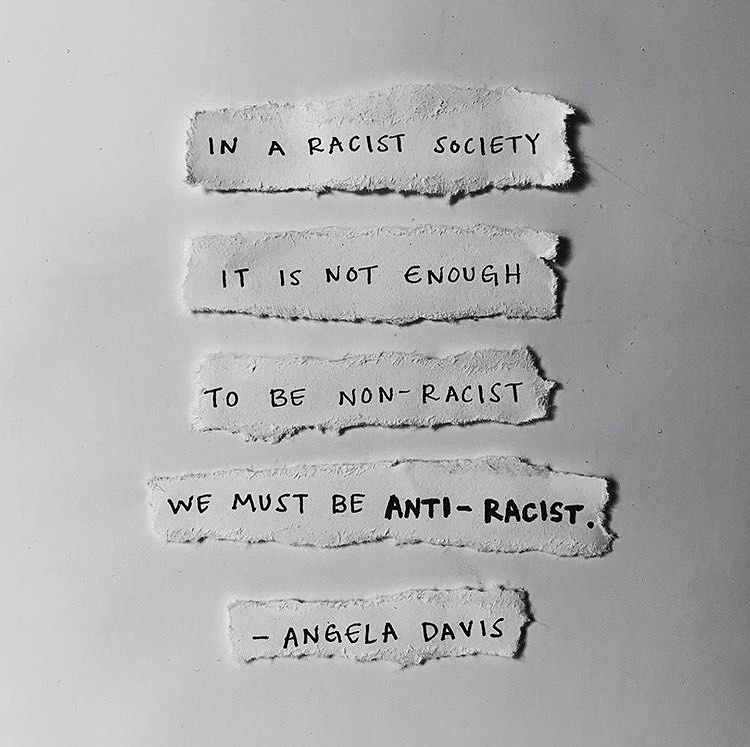 IN A RACIST SOCIETY
IT IS NOT ENOUGH
TO BE NON-RACIST
WE MUST BE ANTI-RACIST.
- ANGELA DAVIS